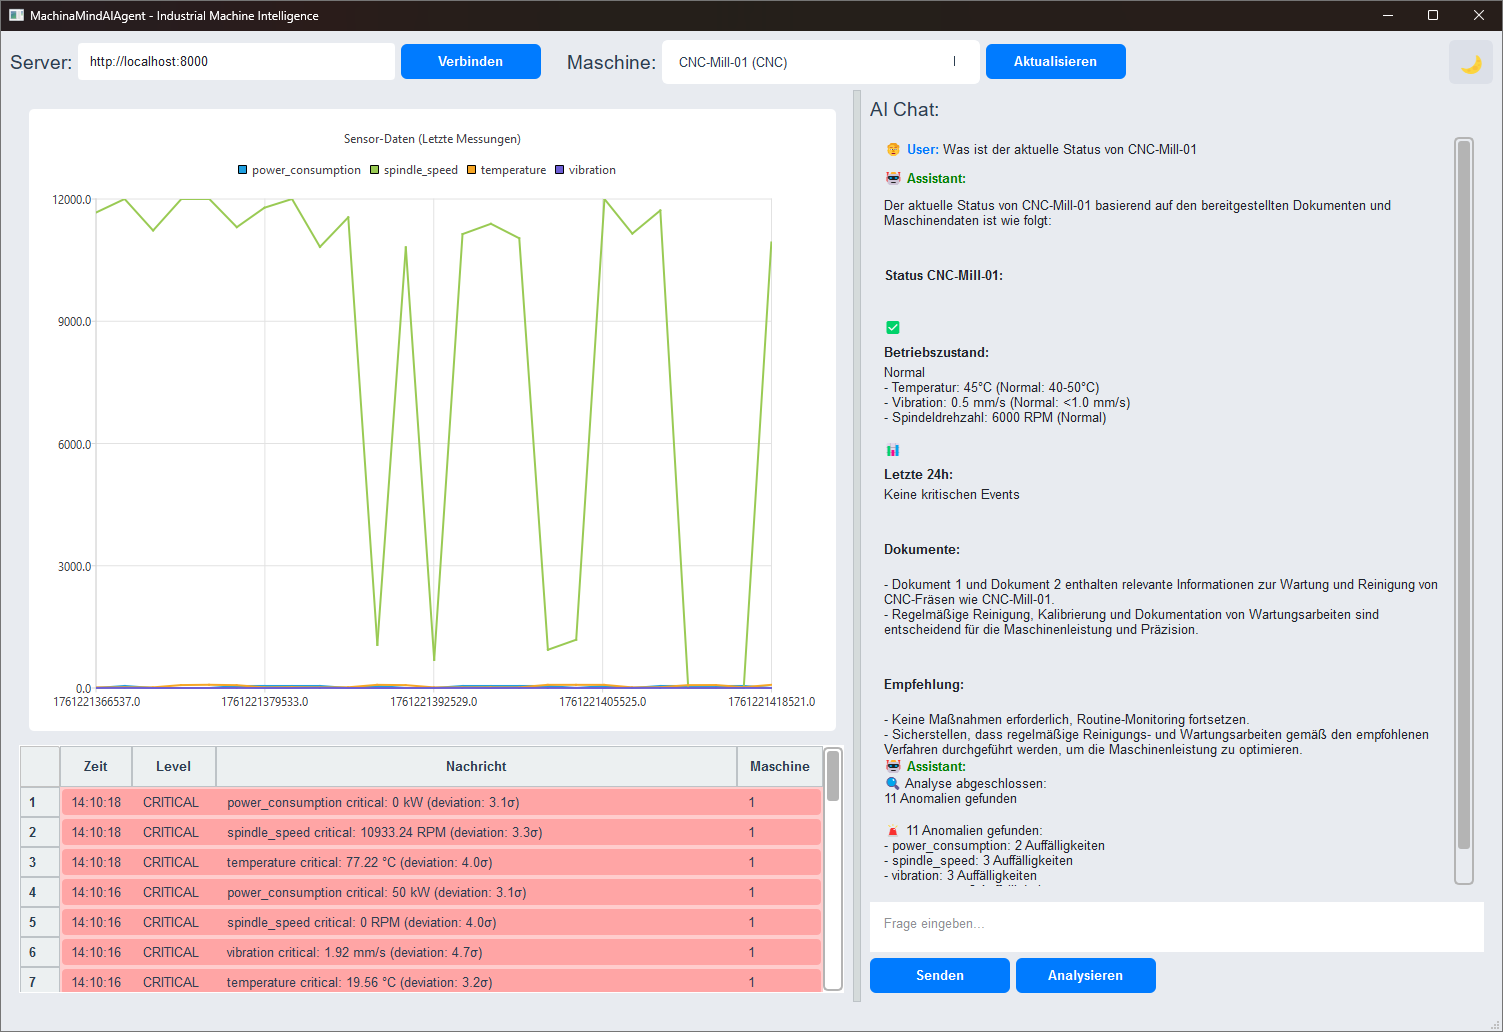 MachinaMindAIAgent - Industrial Machine Intelligence
Server: http://localhost:8000 Verbinden Maschine: CNC-Mill-01 (CNC) Aktualisieren
Sensor-Daten (Letzte Messungen)
power_consumption spindle_speed temperature vibration
12000.0
9000.0
6000.0
3000.0
0.0
1761221366537.0 1761221379533.0 1761221392529.0 1761221405525.0 1761221418521.0
Zeit Level Nachricht Maschine
1 14:10:18 CRITICAL power_consumption critical: 0 kW (deviation: 3.1σ) 1
2 14:10:18 CRITICAL spindle_speed critical: 10933.24 RPM (deviation: 3.3σ) 1
3 14:10:18 CRITICAL temperature critical: 77.22 °C (deviation: 4.0σ) 1
4 14:10:16 CRITICAL power_consumption critical: 50 kW (deviation: 3.1σ) 1
5 14:10:16 CRITICAL spindle_speed critical: 0 RPM (deviation: 4.0σ) 1
6 14:10:16 CRITICAL vibration critical: 1.92 mm/s (deviation: 4.7σ) 1
7 14:10:16 CRITICAL temperature critical: 19.56 °C (deviation: 3.2σ) 1
AI Chat:
User: Was ist der aktuelle Status von CNC-Mill-01
Assistant:
Der aktuelle Status von CNC-Mill-01 basierend auf den bereitgestellten Dokumenten und
Maschinendaten ist wie folgt:
Status CNC-Mill-01:
Betriebszustand:
Normal
- Temperatur: 45°C (Normal: 40-50°C)
- Vibration: 0.5 mm/s (Normal: <1.0 mm/s)
- Spindeldrehzahl: 6000 RPM (Normal)
Letzte 24h:
Keine kritischen Events
Dokumente:
- Dokument 1 und Dokument 2 enthalten relevante Informationen zur Wartung und Reinigung von
CNC-Fräsen wie CNC-Mill-01.
- Regelmäßige Reinigung, Kalibrierung und Dokumentation von Wartungsarbeiten sind
entscheidend für die Maschinenleistung und Präzision.
Empfehlung:
- Keine Maßnahmen erforderlich, Routine-Monitoring fortsetzen.
- Sicherstellen, dass regelmäßige Reinigungs- und Wartungsarbeiten gemäß den empfohlenen
Verfahren durchgeführt werden, um die Maschinenleistung zu optimieren.
Assistant:
Analyse abgeschlossen:
11 Anomalien gefunden
11 Anomalien gefunden:
- power_consumption: 2 Auffälligkeiten
- spindle_speed: 3 Auffälligkeiten
- vibration: 3 Auffälligkeiten
Frage eingeben...
Senden Analysieren